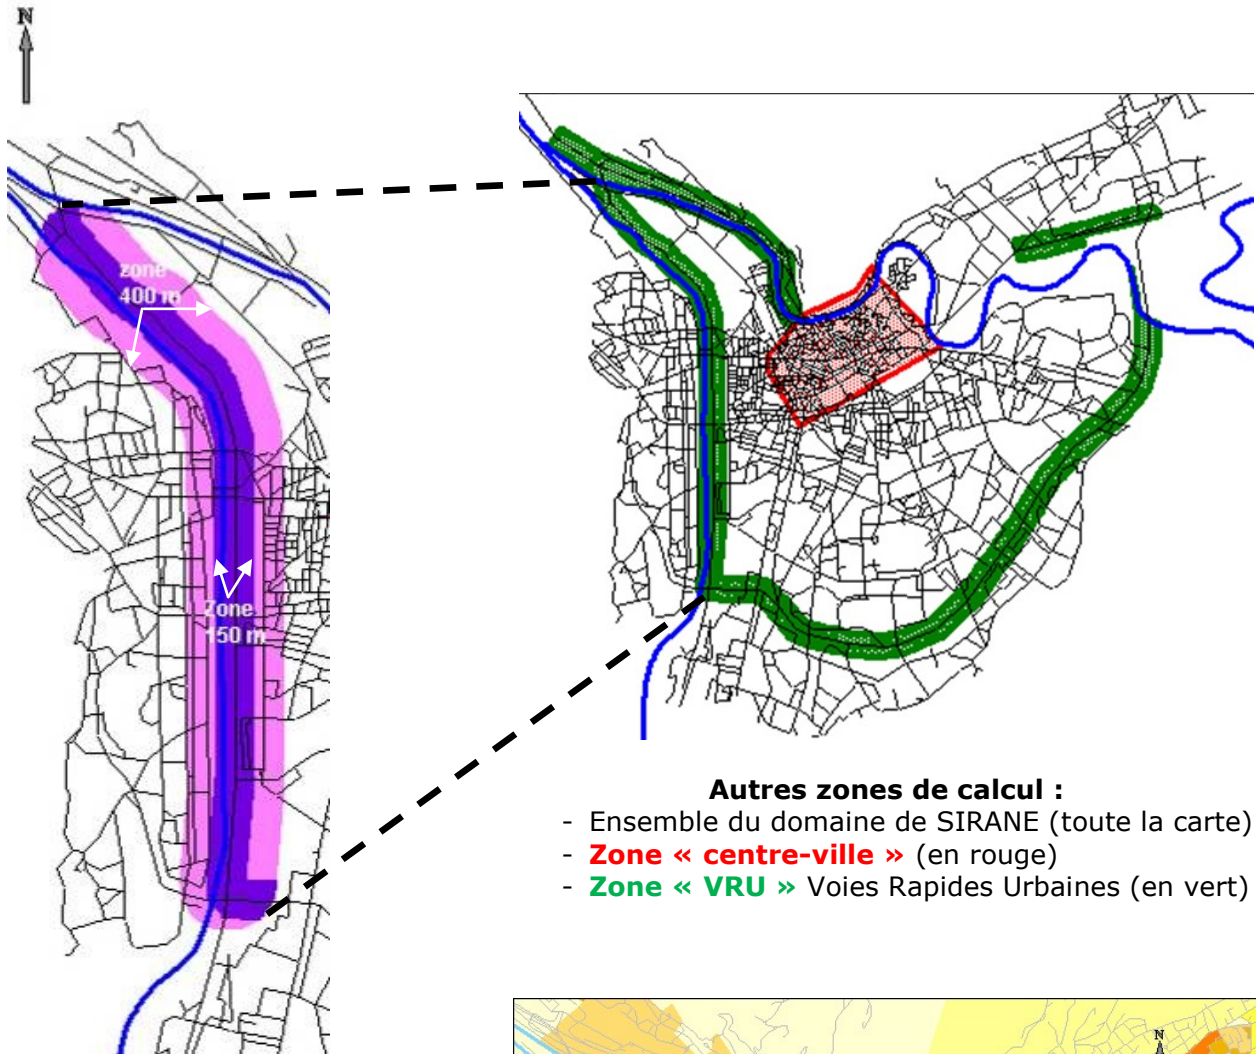 N
zone
400 m
Zone
150 m
Autres zones de calcul :
- Ensemble du domaine de SIRANE (toute la carte)
- Zone « centre-ville » (en rouge)
- Zone « VRU » Voies Rapides Urbaines (en vert)
N